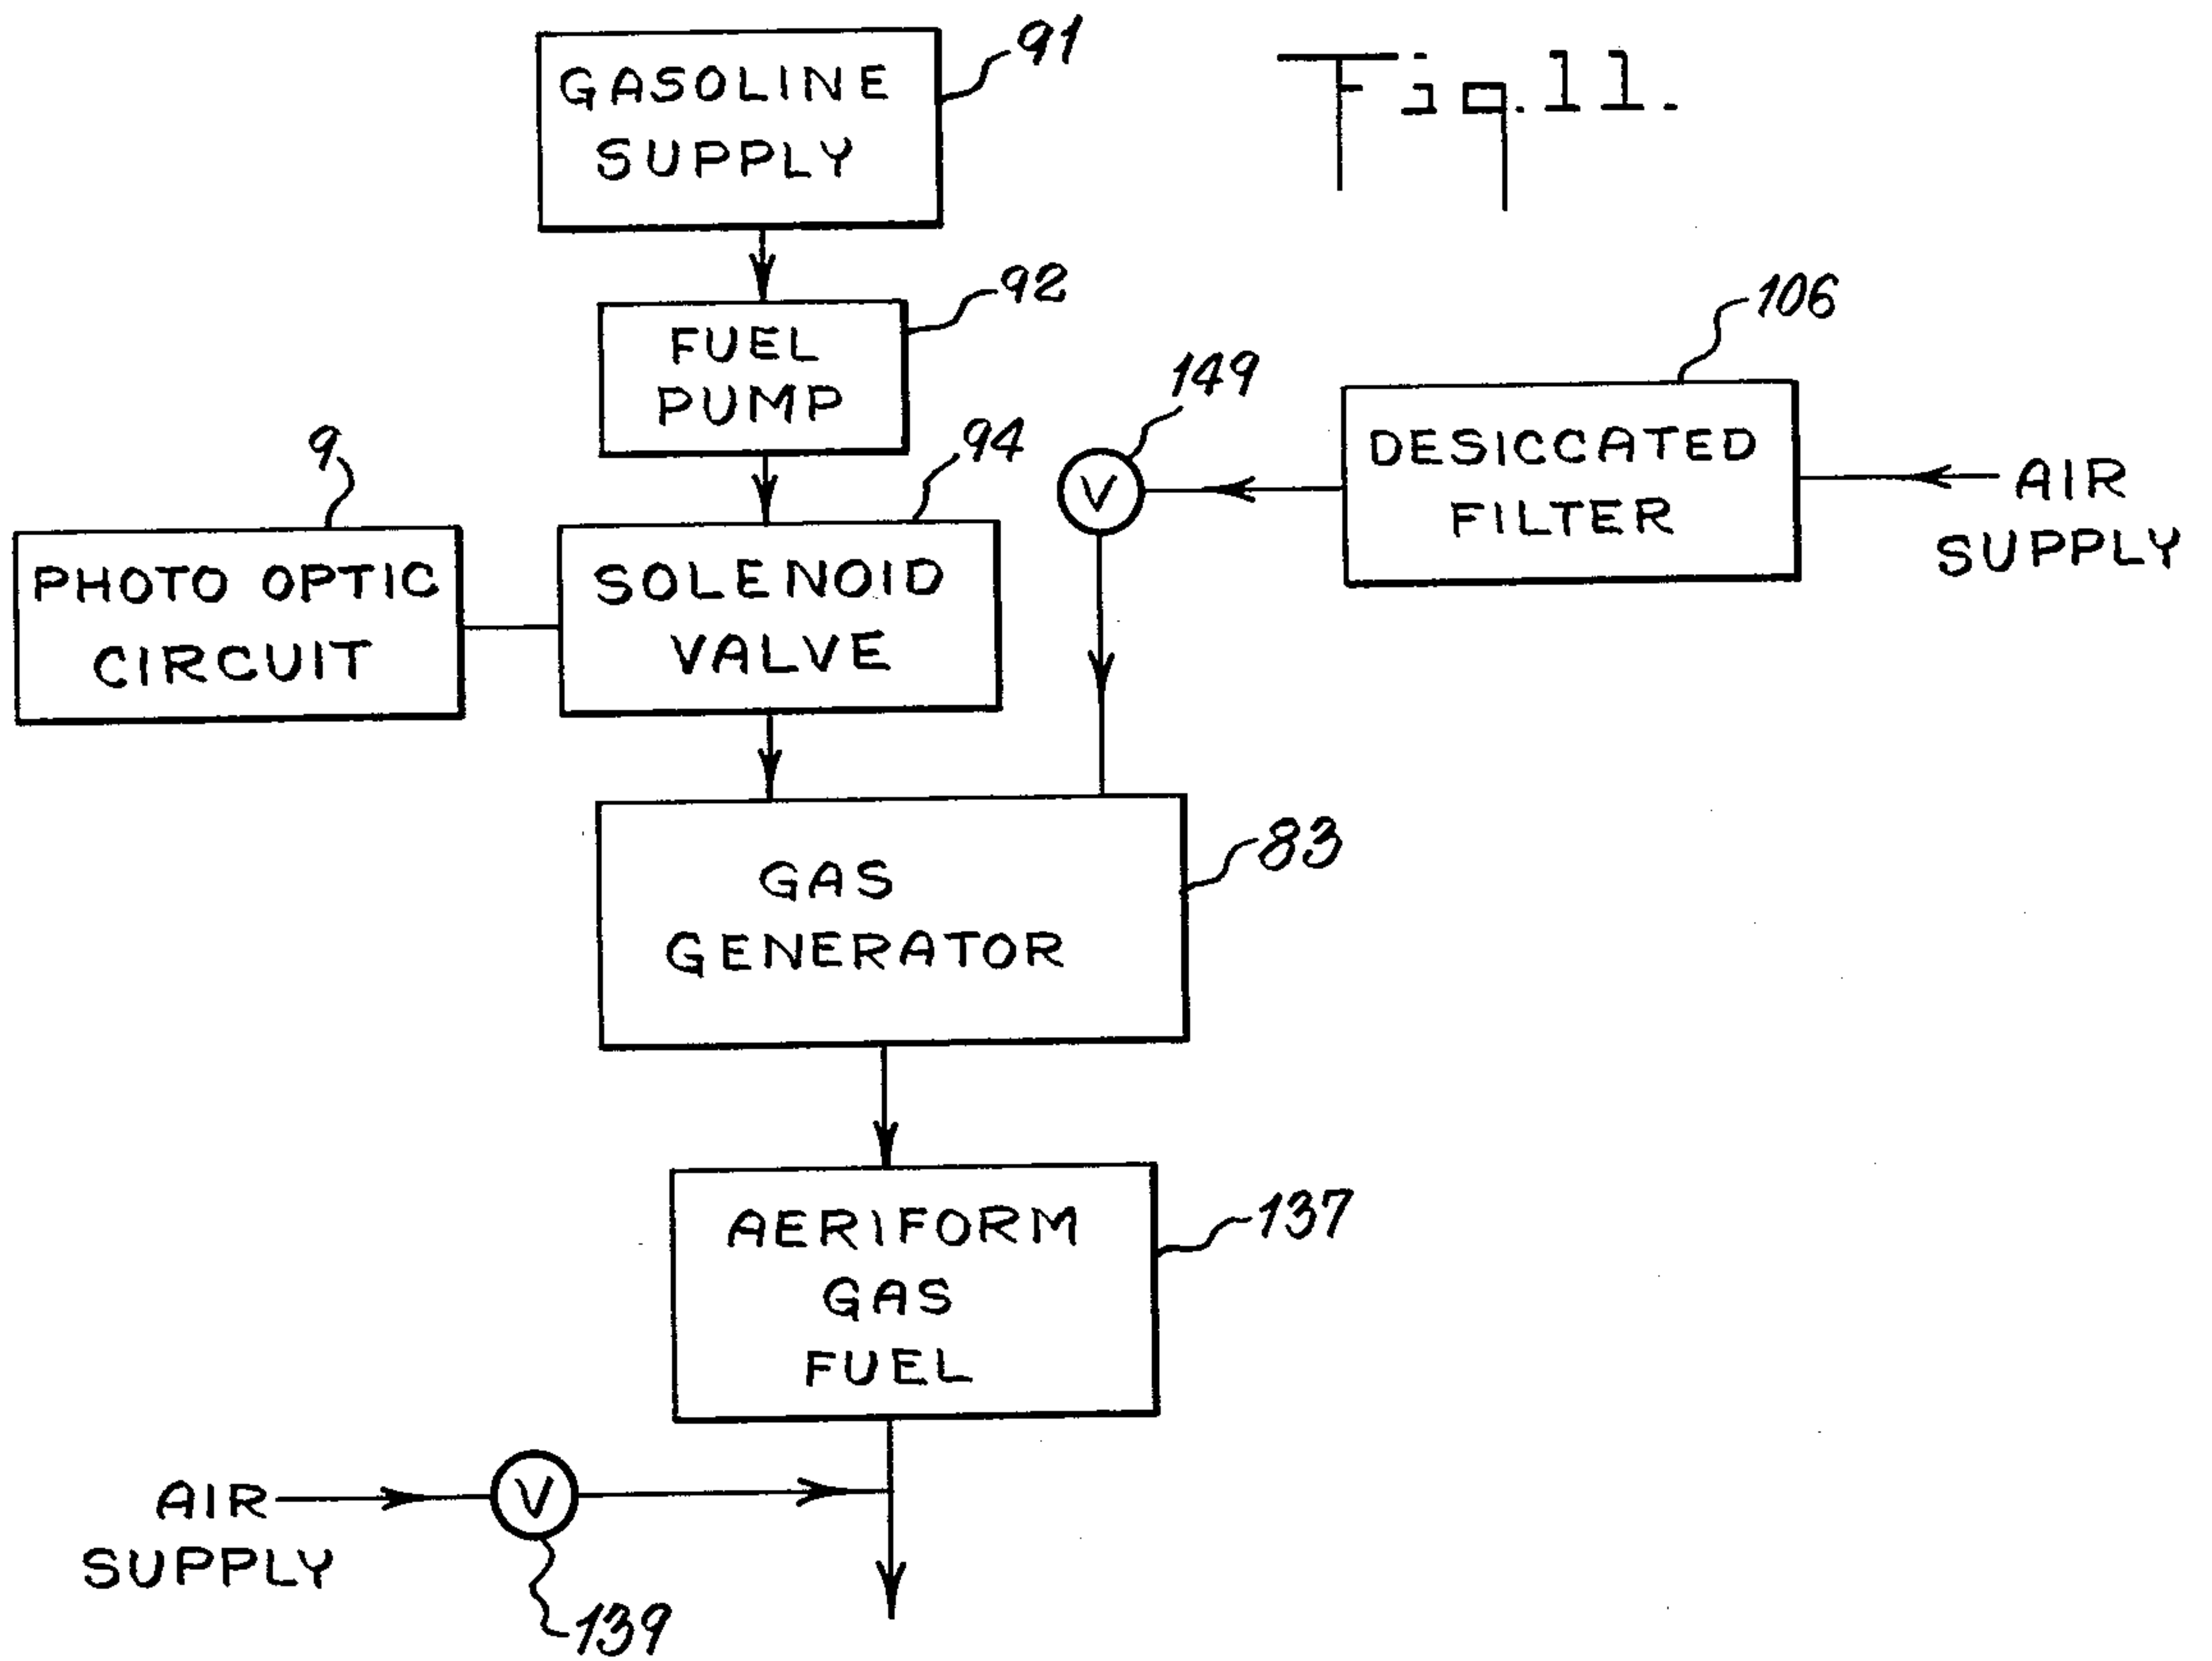 Fig. 11.
GASOLINE
SUPPLY
91
FUEL
PUMP
92
106
149
94
9
V
DESICCATED
FILTER
AIR
SUPPLY
PHOTO OPTIC
CIRCUIT
SOLENOID
VALVE
GAS
GENERATOR
83
AERIFORM
GAS
FUEL
137
AIR
SUPPLY
V
139